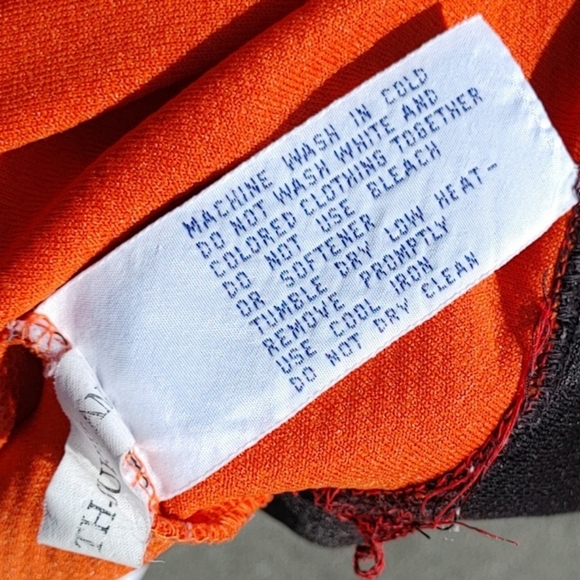 MACHINE WASH IN COLD
DO NOT WASH WHITE AND
COLORED CLOTHING TOGETHER
DO NOT USE BLEACH
OR SOFTENER
TUMBLE DRY LOW HEAT-
REMOVE PROMPTLY
USE COOL IRON
DO NOT DRY CLEAN